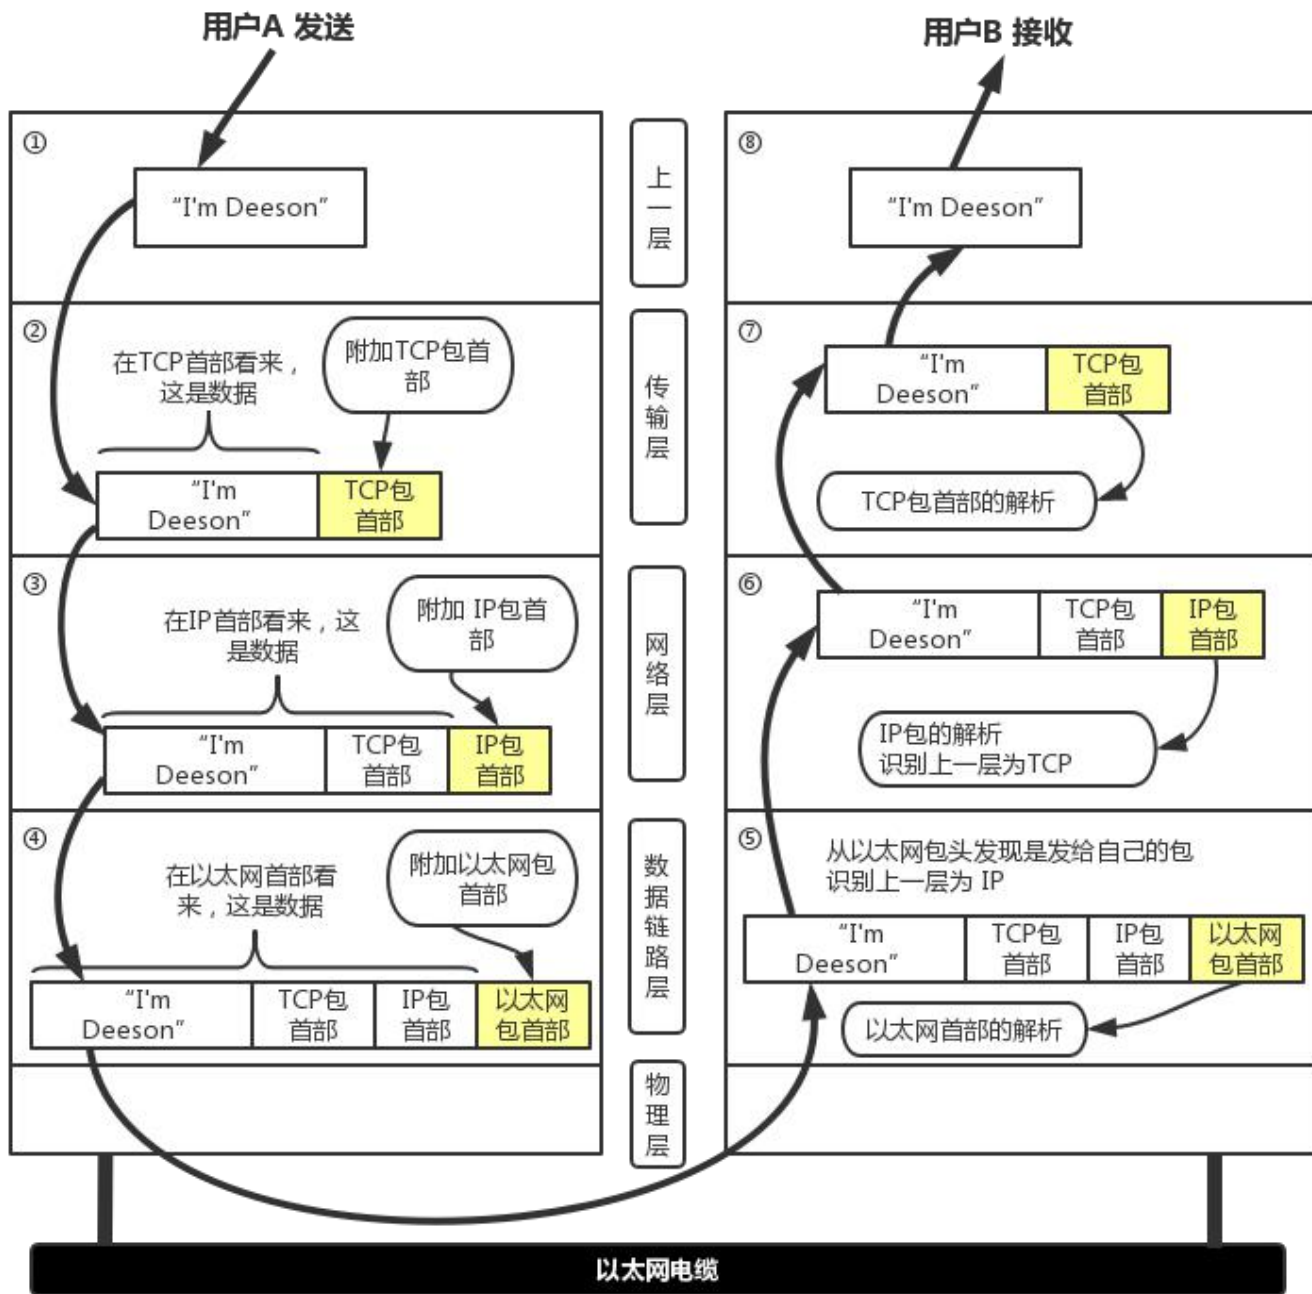 用户A 发送
用户B 接收
①
“I'm Deeson”
上
一
层
⑧
“I'm Deeson”
②
在TCP首部看来，
这是数据
附加TCP包首
部
“I'm
Deeson”
TCP包
首部
传
输
层
⑦
“I'm
Deeson”
TCP包
首部
TCP包首部的解析
③
在IP首部看来，这
是数据
附加 IP包首
部
“I'm
Deeson”
TCP包
首部
IP包
首部
网
络
层
⑥
“I'm
Deeson”
TCP包
首部
IP包
首部
IP包的解析
识别上一层为TCP
④
在以太网首部看
来，这是数据
附加以太网包
首部
“I'm
Deeson”
TCP包
首部
IP包
首部
以太网
包首部
数
据
链
路
层
⑤
从以太网包头发现是发给自己的包
识别上一层为 IP
“I'm
Deeson”
TCP包
首部
IP包
首部
以太网
包首部
以太网首部的解析
物
理
层
以太网电缆